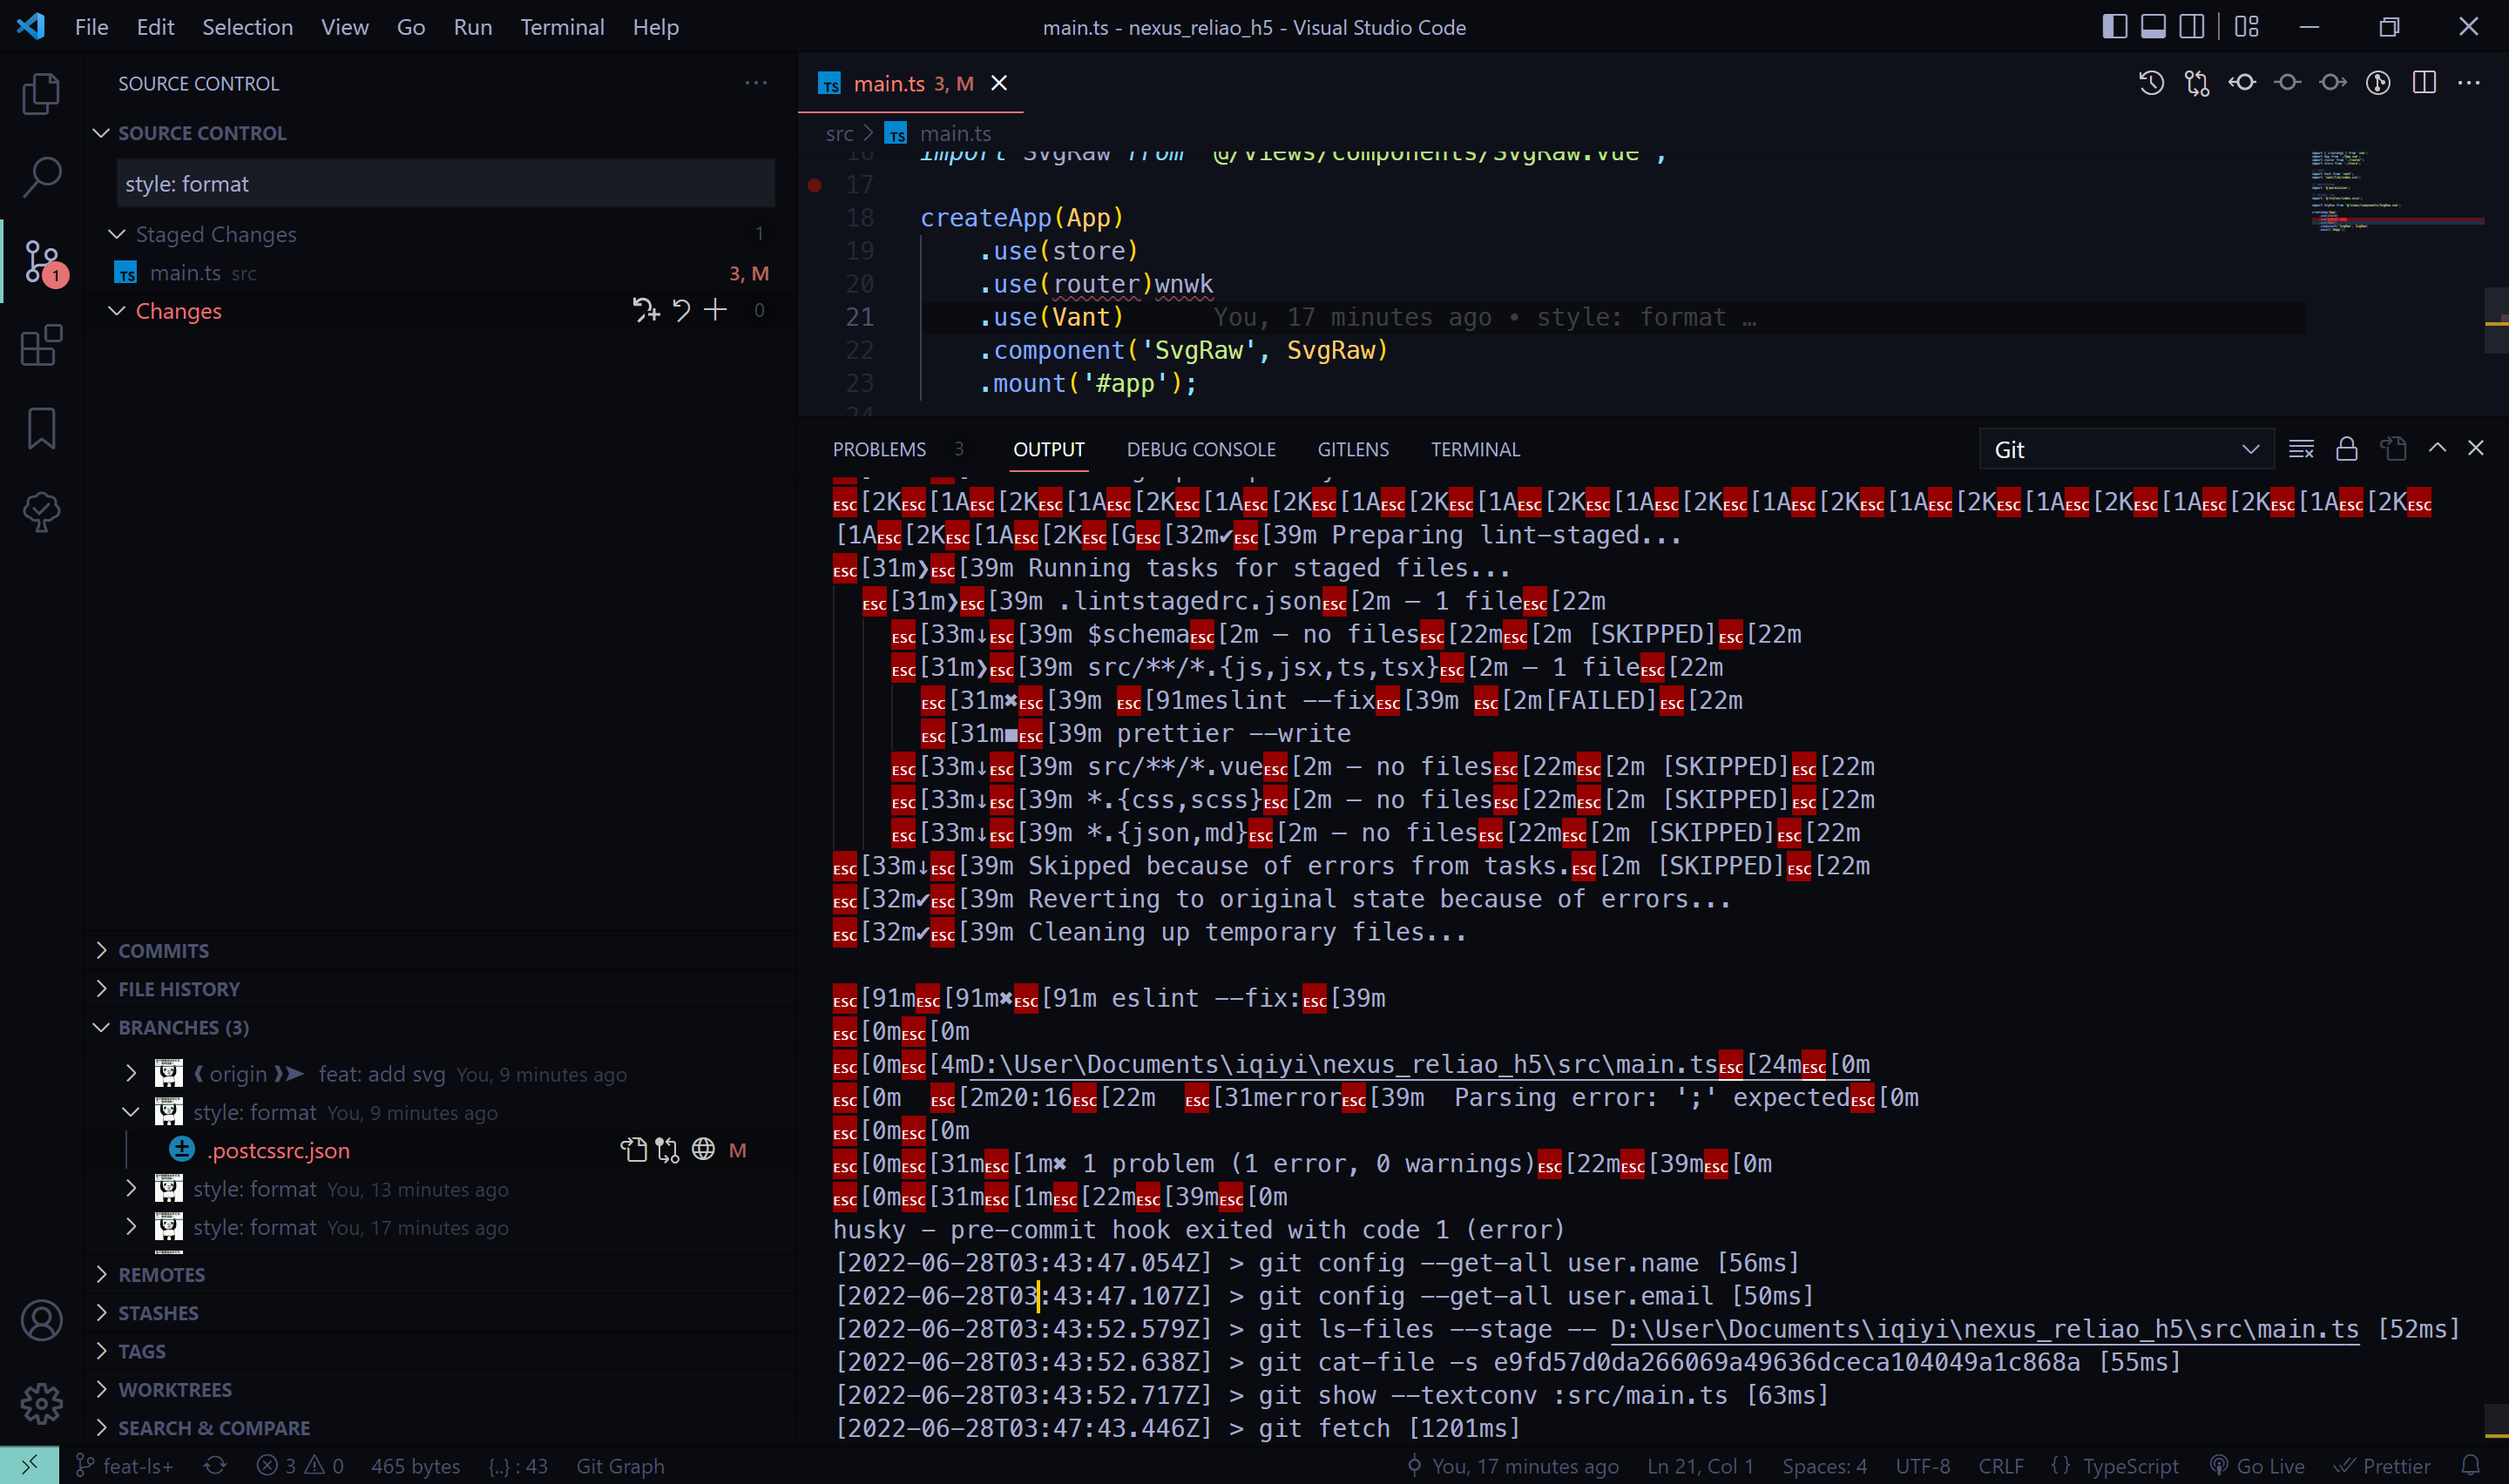 File Edit Selection View Go Run Terminal Help
main.ts - nexus_reliao_h5 - Visual Studio Code
SOURCE CONTROL
SOURCE CONTROL
style: format
Staged Changes 1
TS main.ts src 3, M
Changes 0
COMMITS
FILE HISTORY
BRANCHES (3)
❰ origin ❱➤ feat: add svg You, 9 minutes ago
style: format You, 9 minutes ago
.postcssrc.json M
style: format You, 13 minutes ago
style: format You, 17 minutes ago
REMOTES
STASHES
TAGS
WORKTREES
SEARCH & COMPARE
TS main.ts 3, M
src > TS main.ts
16 import SvgRaw from '@/views/components/SvgRaw.vue';
17
18 createApp(App)
19 .use(store)
20 .use(router)wnwk
21 .use(Vant) You, 17 minutes ago • style: format …
22 .component('SvgRaw', SvgRaw)
23 .mount('#app');
24
PROBLEMS 3 OUTPUT DEBUG CONSOLE GITLENS TERMINAL Git
ESC[2KESC[1AESC[2KESC[1AESC[2KESC[1AESC[2KESC[1AESC[2KESC[1AESC[2KESC[1AESC[2KESC[1AESC[2KESC[1AESC[2KESC[1AESC[2KESC[1AESC[2KESC[1AESC[2KESC
[1AESC[2KESC[1AESC[2KESC[GESC[32m✔ESC[39m Preparing lint-staged...
ESC[31m❯ESC[39m Running tasks for staged files...
ESC[31m❯ESC[39m .lintstagedrc.jsonESC[2m — 1 fileESC[22m
ESC[33m↓ESC[39m $schemaESC[2m — no filesESC[22mESC[2m [SKIPPED]ESC[22m
ESC[31m❯ESC[39m src/**/*.{js,jsx,ts,tsx}ESC[2m — 1 fileESC[22m
ESC[31m✖ESC[39m ESC[91meslint --fixESC[39m ESC[2m[FAILED]ESC[22m
ESC[31m■ESC[39m prettier --write
ESC[33m↓ESC[39m src/**/*.vueESC[2m — no filesESC[22mESC[2m [SKIPPED]ESC[22m
ESC[33m↓ESC[39m *.{css,scss}ESC[2m — no filesESC[22mESC[2m [SKIPPED]ESC[22m
ESC[33m↓ESC[39m *.{json,md}ESC[2m — no filesESC[22mESC[2m [SKIPPED]ESC[22m
ESC[33m↓ESC[39m Skipped because of errors from tasks.ESC[2m [SKIPPED]ESC[22m
ESC[32m✔ESC[39m Reverting to original state because of errors...
ESC[32m✔ESC[39m Cleaning up temporary files...
ESC[91mESC[91m✖ESC[91m eslint --fix:ESC[39m
ESC[0mESC[0m
ESC[0mESC[4mD:\User\Documents\iqiyi\nexus_reliao_h5\src\main.tsESC[24mESC[0m
ESC[0m ESC[2m20:16ESC[22m ESC[31merrorESC[39m Parsing error: ';' expectedESC[0m
ESC[0mESC[0m
ESC[0mESC[31mESC[1m✖ 1 problem (1 error, 0 warnings)ESC[22mESC[39mESC[0m
ESC[0mESC[31mESC[1mESC[22mESC[39mESC[0m
husky - pre-commit hook exited with code 1 (error)
[2022-06-28T03:43:47.054Z] > git config --get-all user.name [56ms]
[2022-06-28T03:43:47.107Z] > git config --get-all user.email [50ms]
[2022-06-28T03:43:52.579Z] > git ls-files --stage -- D:\User\Documents\iqiyi\nexus_reliao_h5\src\main.ts [52ms]
[2022-06-28T03:43:52.638Z] > git cat-file -s e9fd57d0da266069a49636dceca104049a1c868a [55ms]
[2022-06-28T03:43:52.717Z] > git show --textconv :src/main.ts [63ms]
[2022-06-28T03:47:43.446Z] > git fetch [1201ms]
feat-ls+ 3 0 465 bytes {..} : 43 Git Graph You, 17 minutes ago Ln 21, Col 1 Spaces: 4 UTF-8 CRLF { } TypeScript Go Live Prettier